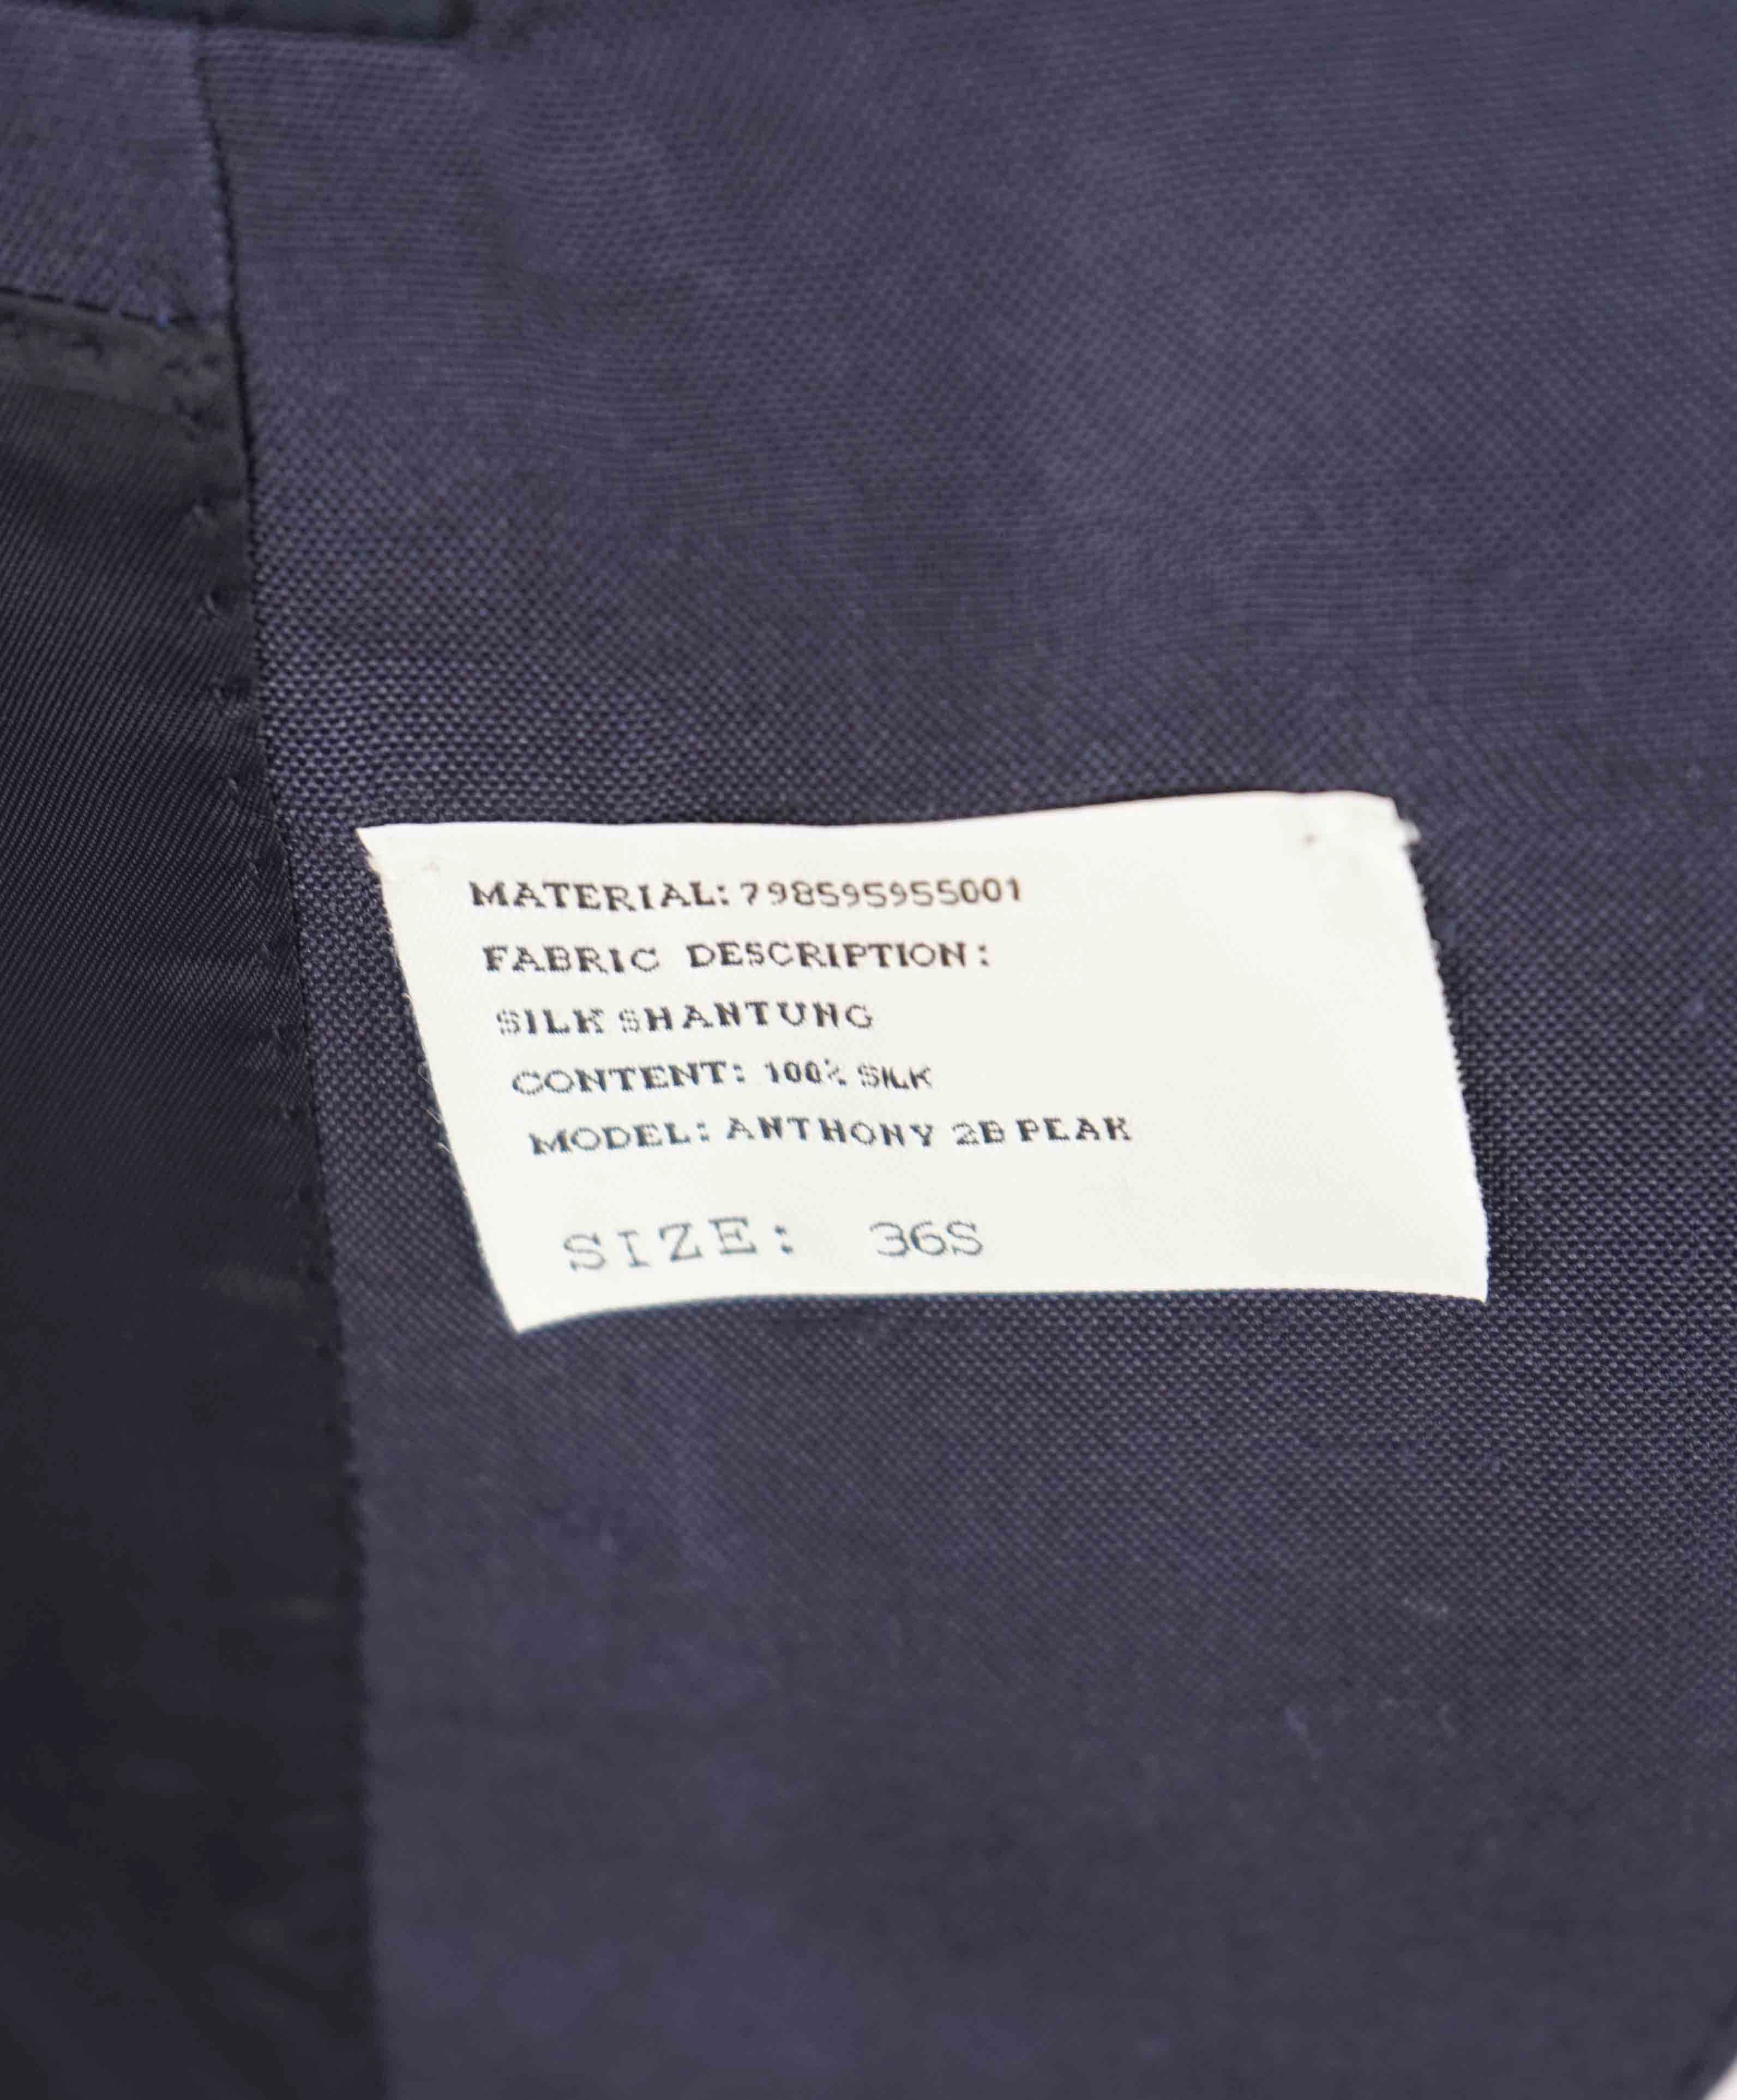 MATERIAL: 798595955001
FABRIC DESCRIPTION:
SILK SHANTUNG
CONTENT: 100% SILK
MODEL: ANTHONY 2B PEAK
SIZE: 36S